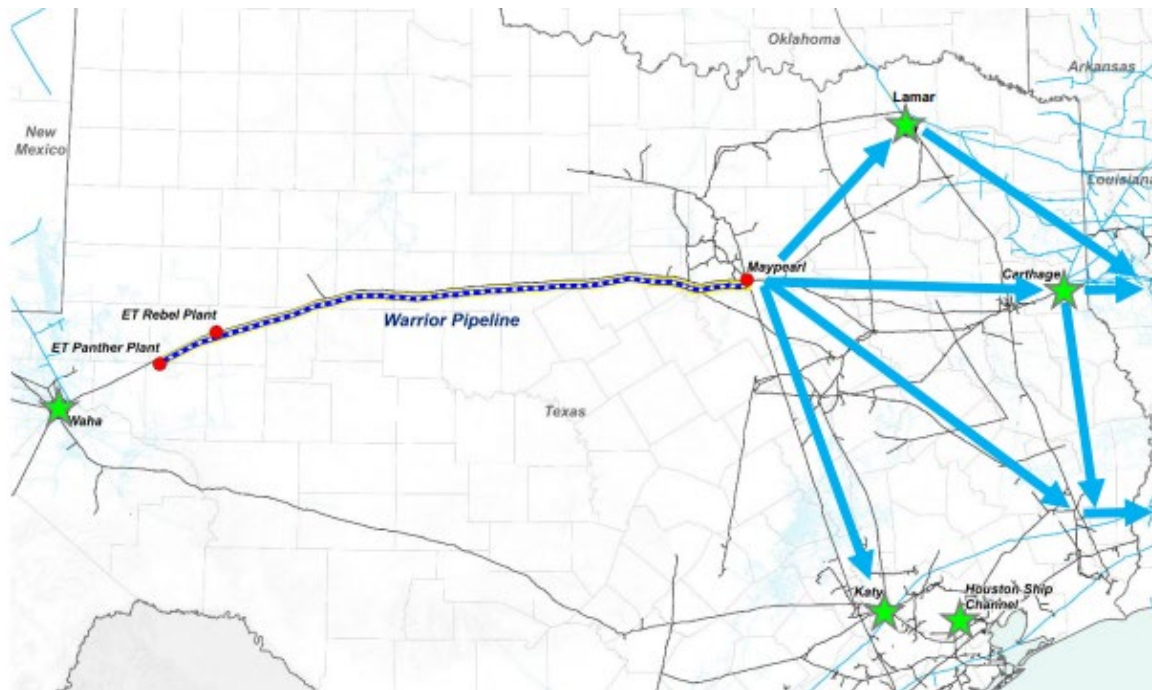 Oklahoma
Arkansas
Lamar
New
Mexico
Louisiana
Maypearl
Carthage
ET Rebel Plant
Warrior Pipeline
ET Panther Plant
Waha
Texas
Katy
Houston Ship
Channel